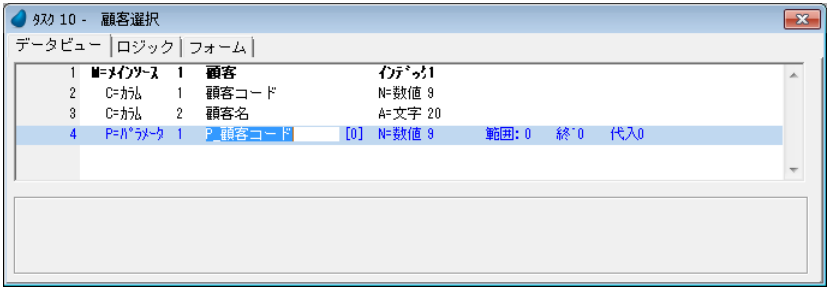 ﾀｽｸ 10 - 顧客選択
データビュー ロジック フォーム
1 M=ﾒｲﾝｿｰｽ 1 顧客 ｲﾝﾃﾞｯｸ1
2 C=ｶﾗﾑ 1 顧客コード N=数値 9
3 C=ｶﾗﾑ 2 顧客名 A=文字 20
4 P=ﾊﾟﾗﾒｰﾀ 1 P_顧客コード [0] N=数値 9 範囲: 0 終ﾞ0 代入0